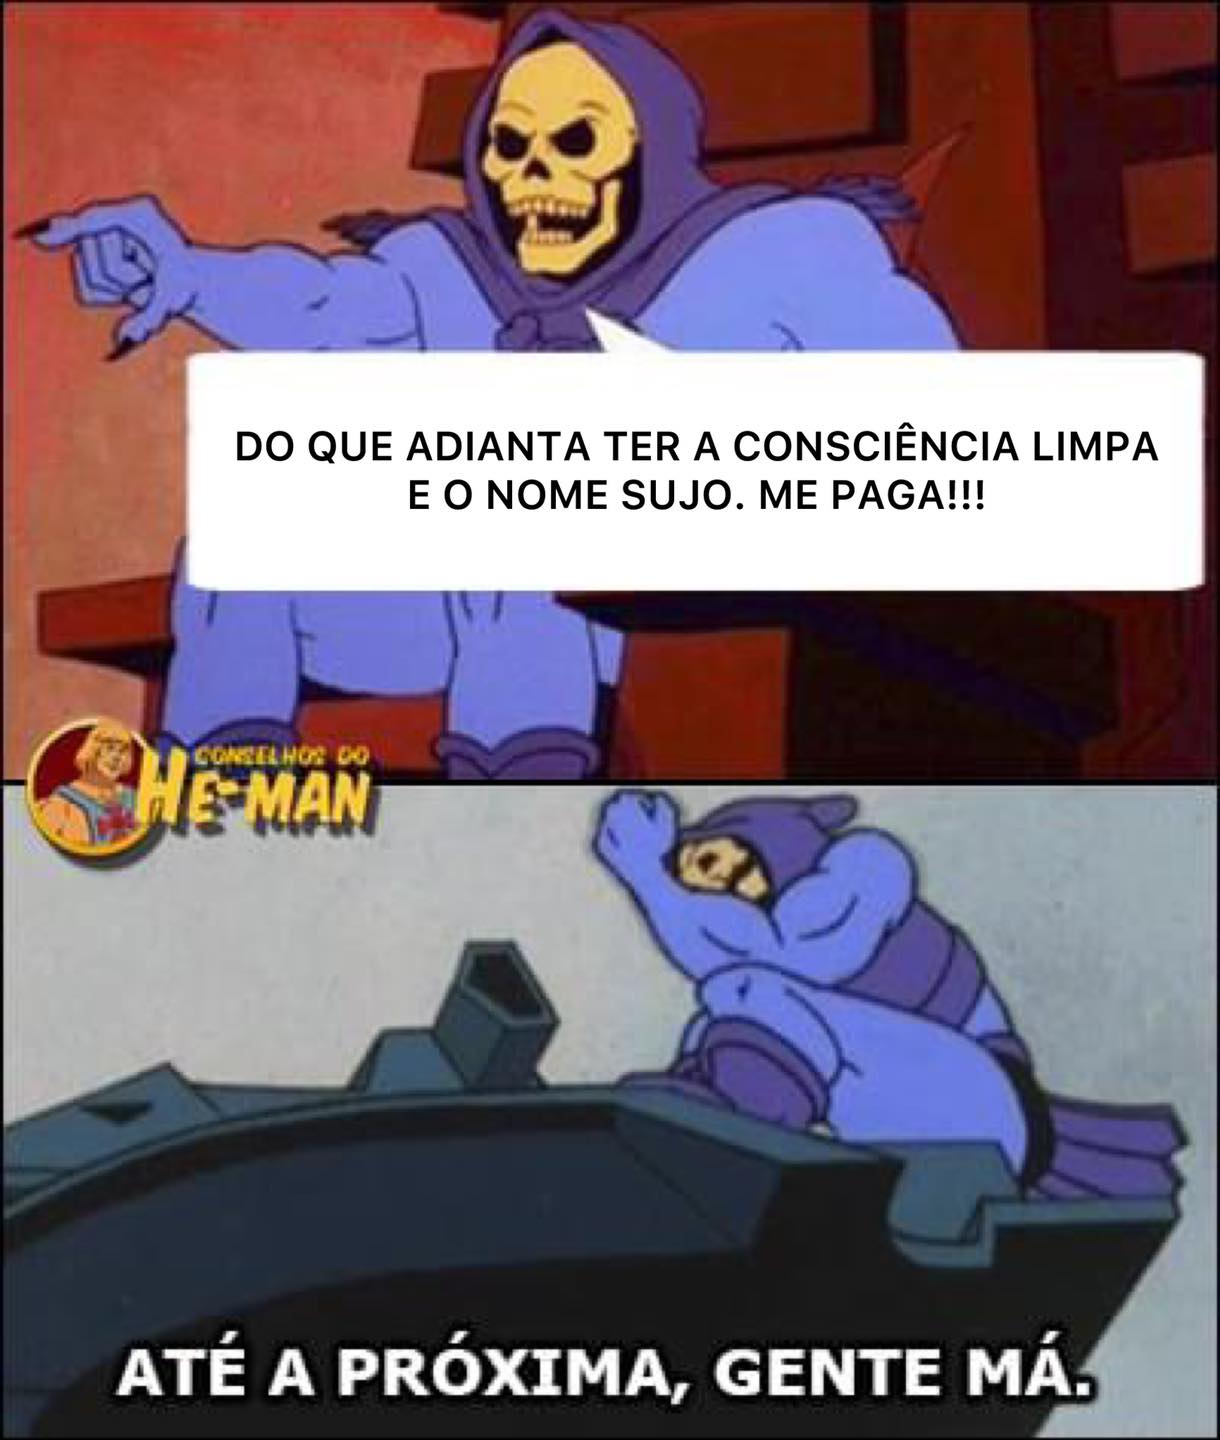 DO QUE ADIANTA TER A CONSCIÊNCIA LIMPA
E O NOME SUJO. ME PAGA!!!
CONSELHOS DO
HE-MAN
ATÉ A PRÓXIMA, GENTE MÁ.